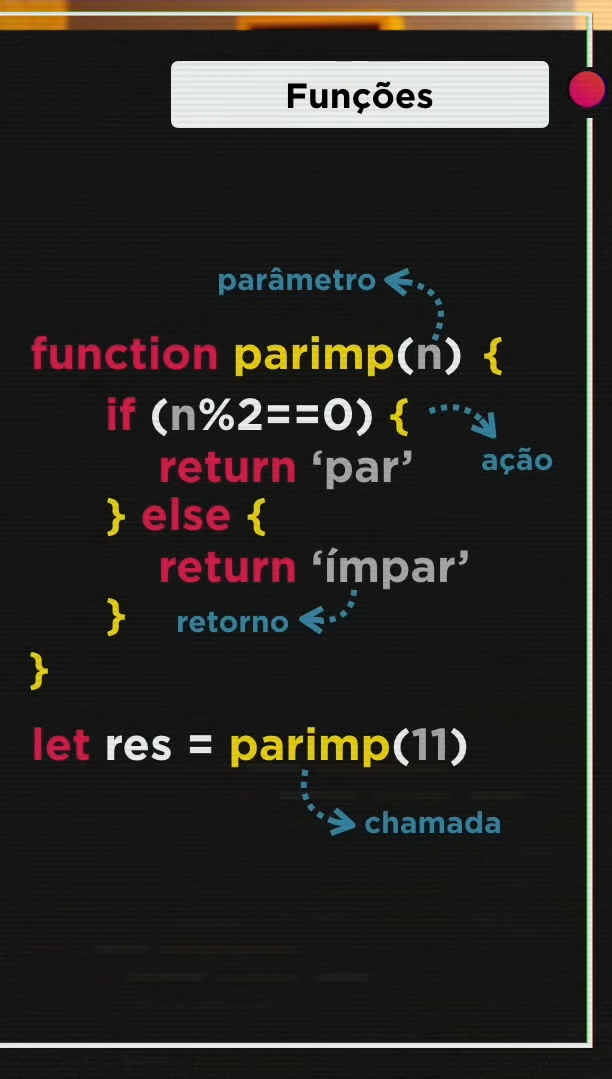 Funções
parâmetro
function parimp(n) {
if (n%2==0) {
ação
return ‘par’
} else {
return ‘ímpar’
} retorno
}
let res = parimp(11)
chamada